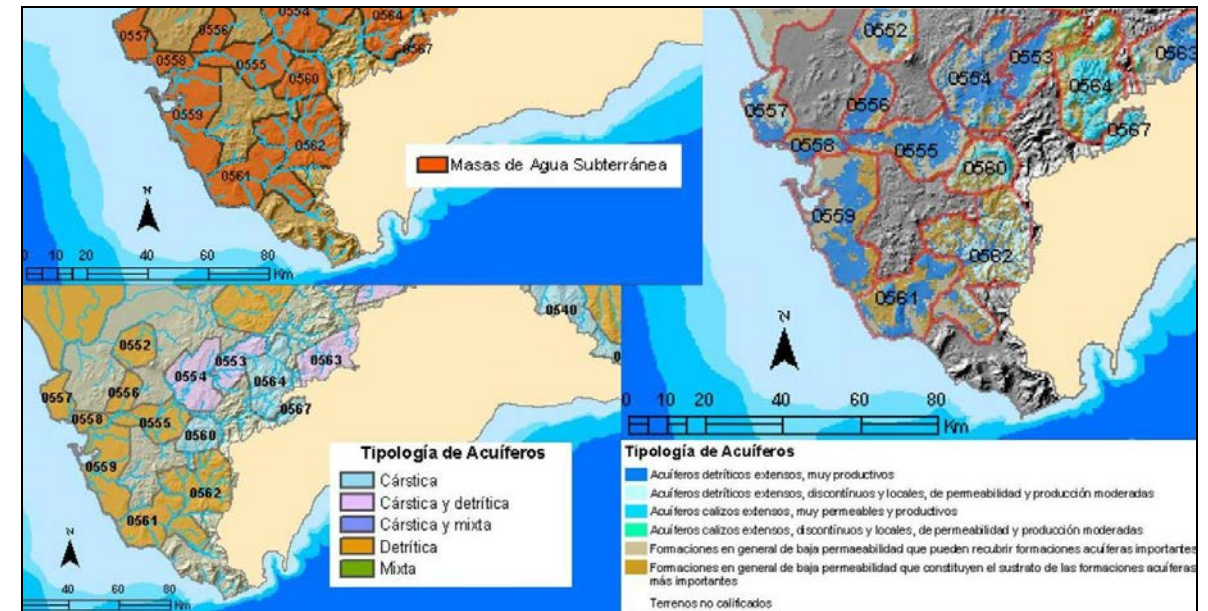 0557
0556
0554
0564
0567
0558
0555
0560
0559
0562
0561
Masas de Agua Subterránea
N
0 10 20 40 60 80
Km
0552
0553
0563
0554
0564
0557
0556
0567
0558
0555
0560
0559
0562
0561
N
0 10 20 40 60 80
Km
0540
0552
0553
0563
0554
0564
0557
0556
0567
0558
0555
0560
0559
0562
0561
N
40 60 80
Km
Tipología de Acuíferos
Cárstica
Cárstica y detrítica
Cárstica y mixta
Detrítica
Mixta
Tipología de Acuíferos
Acuíferos detríticos extensos, muy productivos
Acuíferos detríticos extensos, discontínuos y locales, de permeabilidad y producción moderadas
Acuíferos calizos extensos, muy permeables y productivos
Acuíferos calizos extensos, discontínuos y locales, de permeabilidad y producción moderadas
Formaciones en general de baja permaeabilidad que pueden recubrir formaciones acuíferas importantes
Formaciones en general de baja permeabilidad que constituyen el sustrato de las formaciones acuíferas
más importantes
Terrenos no calificados